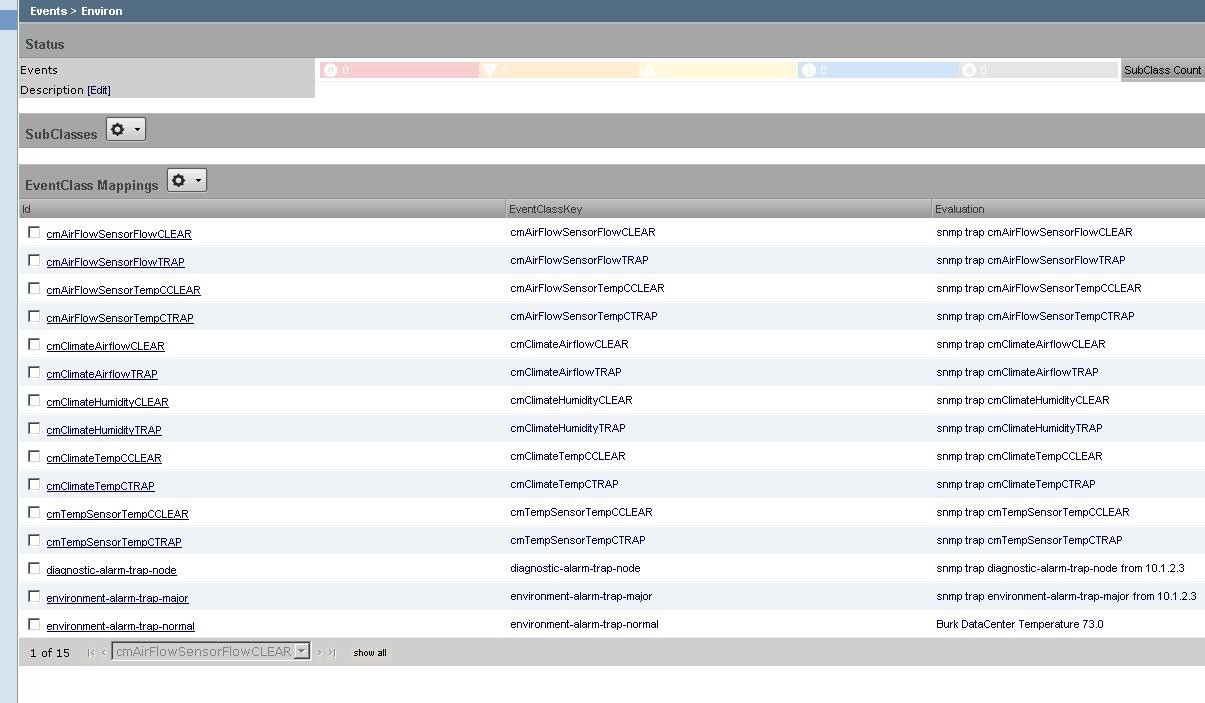 Events > Environ
Status
Events 0 0 0 0 0 SubClass Count
Description [Edit]
SubClasses
EventClass Mappings
Id EventClassKey Evaluation
cmAirFlowSensorFlowCLEAR cmAirFlowSensorFlowCLEAR snmp trap cmAirFlowSensorFlowCLEAR
cmAirFlowSensorFlowTRAP cmAirFlowSensorFlowTRAP snmp trap cmAirFlowSensorFlowTRAP
cmAirFlowSensorTempCCLEAR cmAirFlowSensorTempCCLEAR snmp trap cmAirFlowSensorTempCCLEAR
cmAirFlowSensorTempCTRAP cmAirFlowSensorTempCTRAP snmp trap cmAirFlowSensorTempCTRAP
cmClimateAirflowCLEAR cmClimateAirflowCLEAR snmp trap cmClimateAirflowCLEAR
cmClimateAirflowTRAP cmClimateAirflowTRAP snmp trap cmClimateAirflowTRAP
cmClimateHumidityCLEAR cmClimateHumidityCLEAR snmp trap cmClimateHumidityCLEAR
cmClimateHumidityTRAP cmClimateHumidityTRAP snmp trap cmClimateHumidityTRAP
cmClimateTempCCLEAR cmClimateTempCCLEAR snmp trap cmClimateTempCCLEAR
cmClimateTempCTRAP cmClimateTempCTRAP snmp trap cmClimateTempCTRAP
cmTempSensorTempCCLEAR cmTempSensorTempCCLEAR snmp trap cmTempSensorTempCCLEAR
cmTempSensorTempCTRAP cmTempSensorTempCTRAP snmp trap cmTempSensorTempCTRAP
diagnostic-alarm-trap-node diagnostic-alarm-trap-node snmp trap diagnostic-alarm-trap-node from 10.1.2.3
environment-alarm-trap-major environment-alarm-trap-major snmp trap environment-alarm-trap-major from 10.1.2.3
environment-alarm-trap-normal environment-alarm-trap-normal Burk DataCenter Temperature 73.0
1 of 15 cmAirFlowSensorFlowCLEAR show all